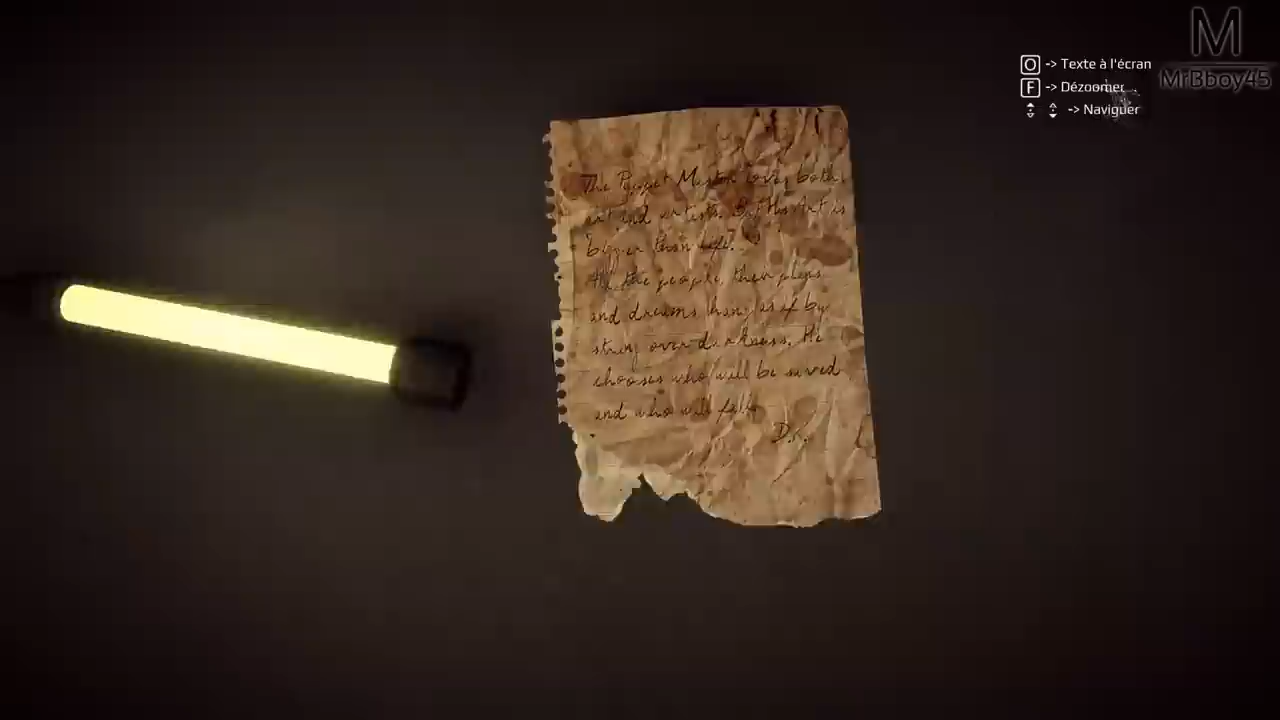 M
MrBboy45
O -> Texte à l'écran
F -> Dézoomer
-> Naviguer
The Puppet Master loves both
art and artists. But His Art is
bigger than life.
All the people, their plans
and dreams hang as if by
string over darkness. He
chooses who will be saved
and who will fall.
D.K.